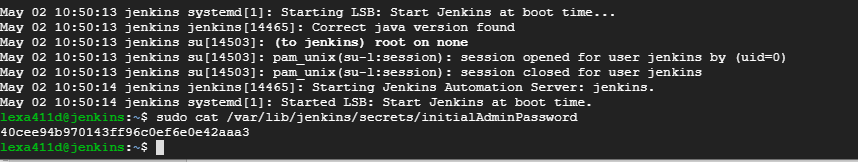 May 02 10:50:13 jenkins systemd[1]: Starting LSB: Start Jenkins at boot time...
May 02 10:50:13 jenkins jenkins[14465]: Correct java version found
May 02 10:50:13 jenkins su[14503]: (to jenkins) root on none
May 02 10:50:13 jenkins su[14503]: pam_unix(su-l:session): session opened for user jenkins by (uid=0)
May 02 10:50:13 jenkins su[14503]: pam_unix(su-l:session): session closed for user jenkins
May 02 10:50:14 jenkins jenkins[14465]: Starting Jenkins Automation Server: jenkins.
May 02 10:50:14 jenkins systemd[1]: Started LSB: Start Jenkins at boot time.
lexa411d@jenkins:~$ sudo cat /var/lib/jenkins/secrets/initialAdminPassword
40cee94b970143ff96c0ef6e0e42aaa3
lexa411d@jenkins:~$